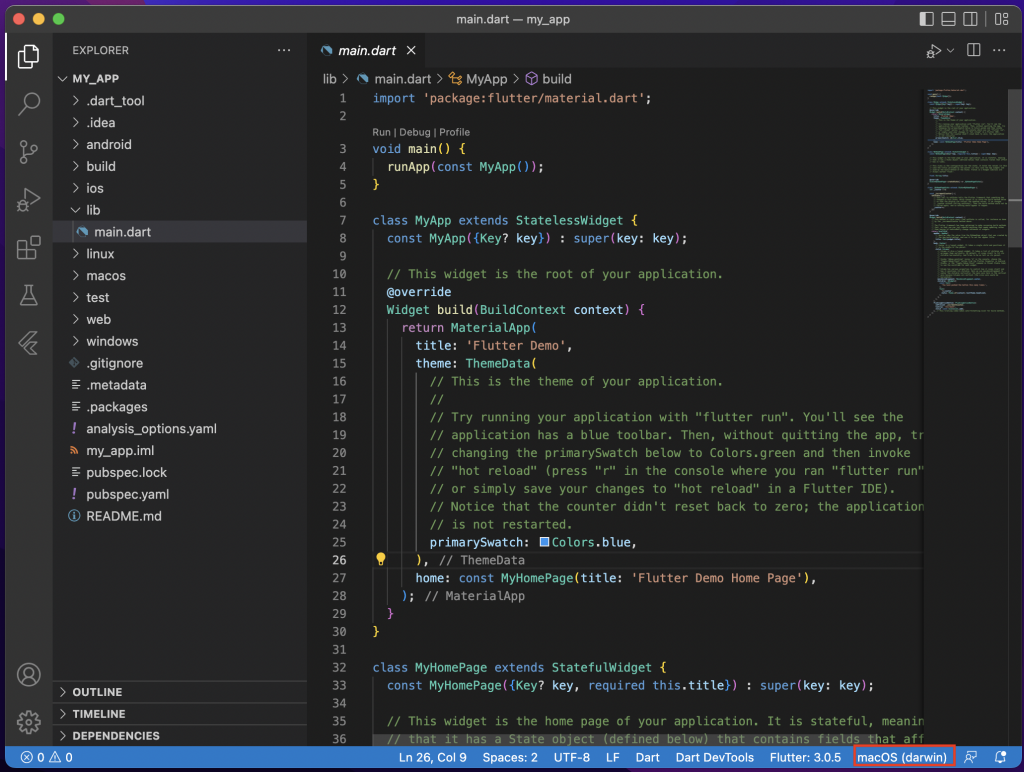 main.dart — my_app
EXPLORER
MY_APP
.dart_tool
.idea
android
build
ios
lib
main.dart
linux
macos
test
web
windows
.gitignore
.metadata
.packages
analysis_options.yaml
my_app.iml
pubspec.lock
pubspec.yaml
README.md
OUTLINE
TIMELINE
DEPENDENCIES
main.dart
lib > main.dart > MyApp > build
1 import 'package:flutter/material.dart';
2
Run | Debug | Profile
3 void main() {
4 runApp(const MyApp());
5 }
6
7 class MyApp extends StatelessWidget {
8 const MyApp({Key? key}) : super(key: key);
9
10 // This widget is the root of your application.
11 @override
12 Widget build(BuildContext context) {
13 return MaterialApp(
14 title: 'Flutter Demo',
15 theme: ThemeData(
16 // This is the theme of your application.
17 //
18 // Try running your application with "flutter run". You'll see the
19 // application has a blue toolbar. Then, without quitting the app, tr
20 // changing the primarySwatch below to Colors.green and then invoke
21 // "hot reload" (press "r" in the console where you ran "flutter run"
22 // or simply save your changes to "hot reload" in a Flutter IDE).
23 // Notice that the counter didn't reset back to zero; the application
24 // is not restarted.
25 primarySwatch: Colors.blue,
26 ), // ThemeData
27 home: const MyHomePage(title: 'Flutter Demo Home Page'),
28 ); // MaterialApp
29 }
30 }
31
32 class MyHomePage extends StatefulWidget {
33 const MyHomePage({Key? key, required this.title}) : super(key: key);
34
35 // This widget is the home page of your application. It is stateful, meanin
36 // that it has a State object (defined below) that contains fields that aff
0 0
Ln 26, Col 9 Spaces: 2 UTF-8 LF Dart Dart DevTools Flutter: 3.0.5 macOS (darwin)